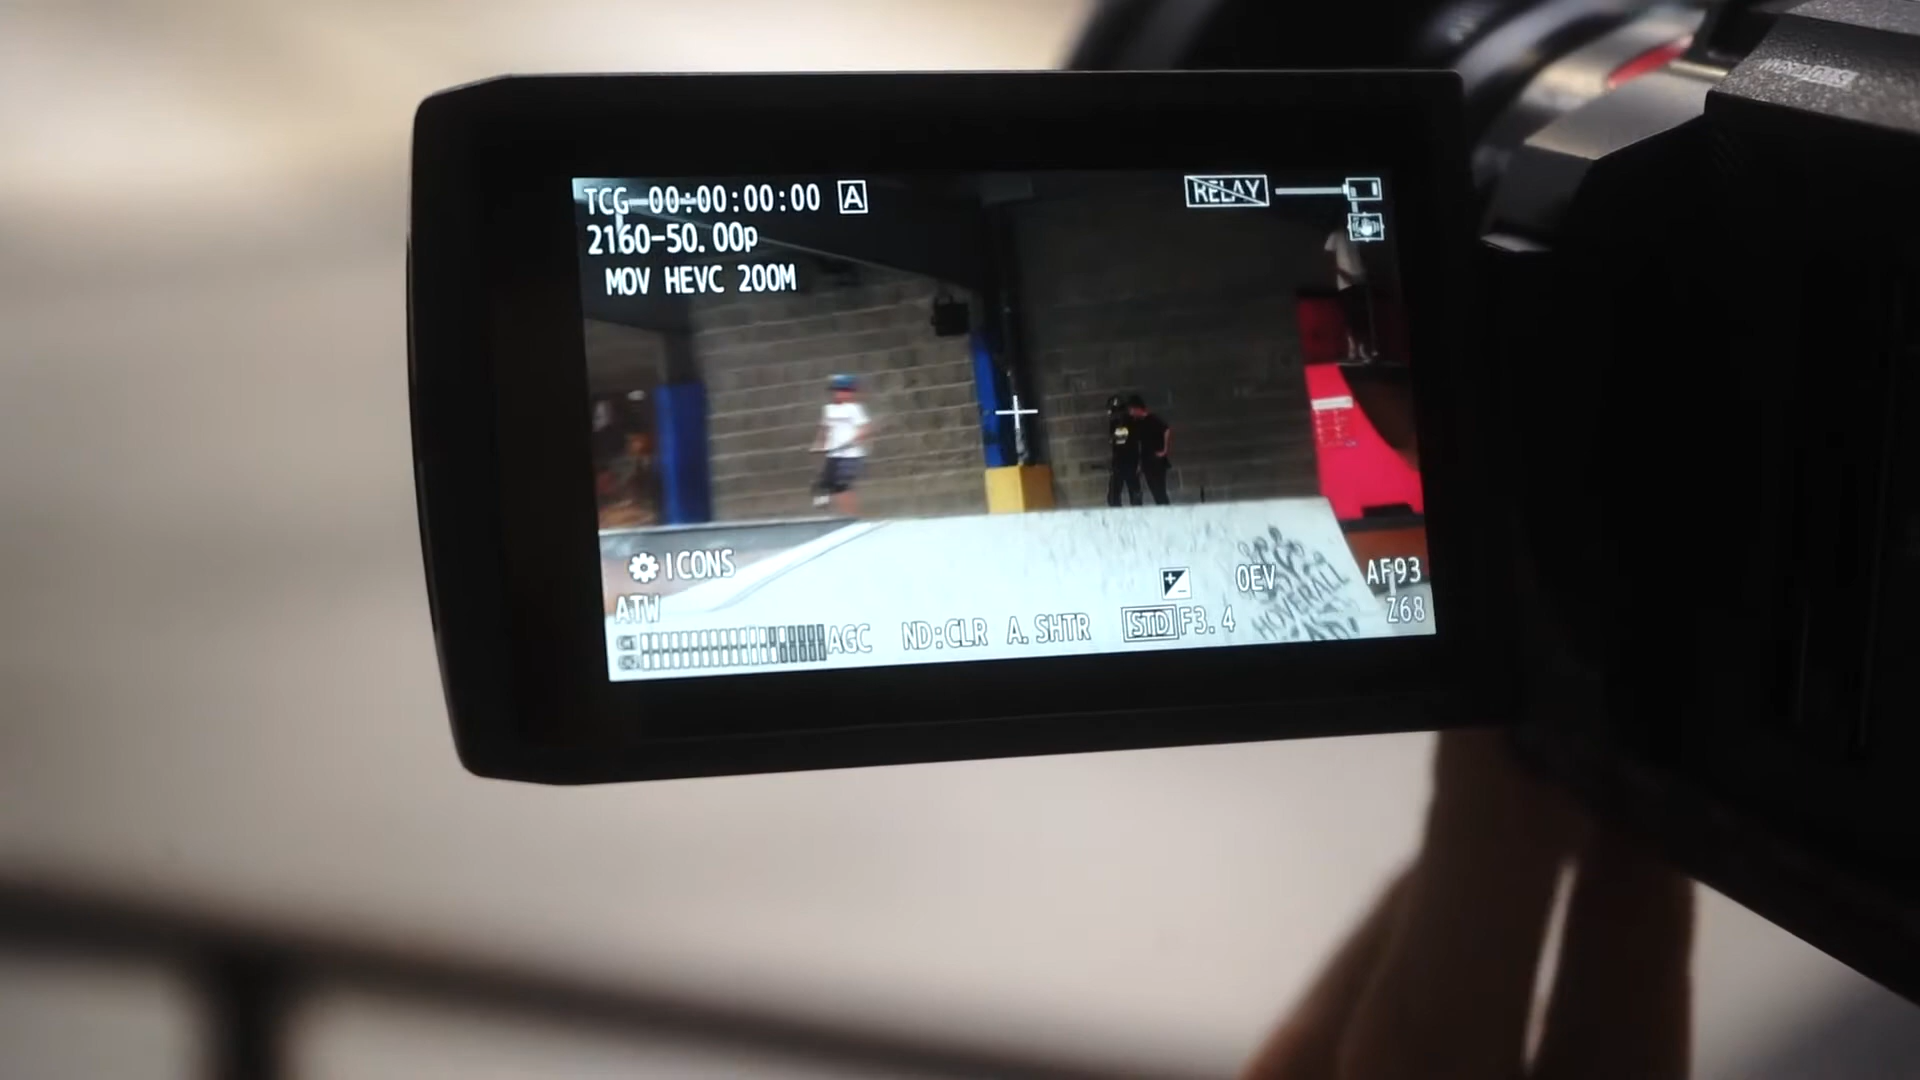 TCG 00:00:00:00 A
RELAY
2160-50.00p
MOV HEVC 200M
ICONS
0EV
AF93
ATW
Z68
AGC ND:CLR A.SHTR STD F3.4
HOVERALL